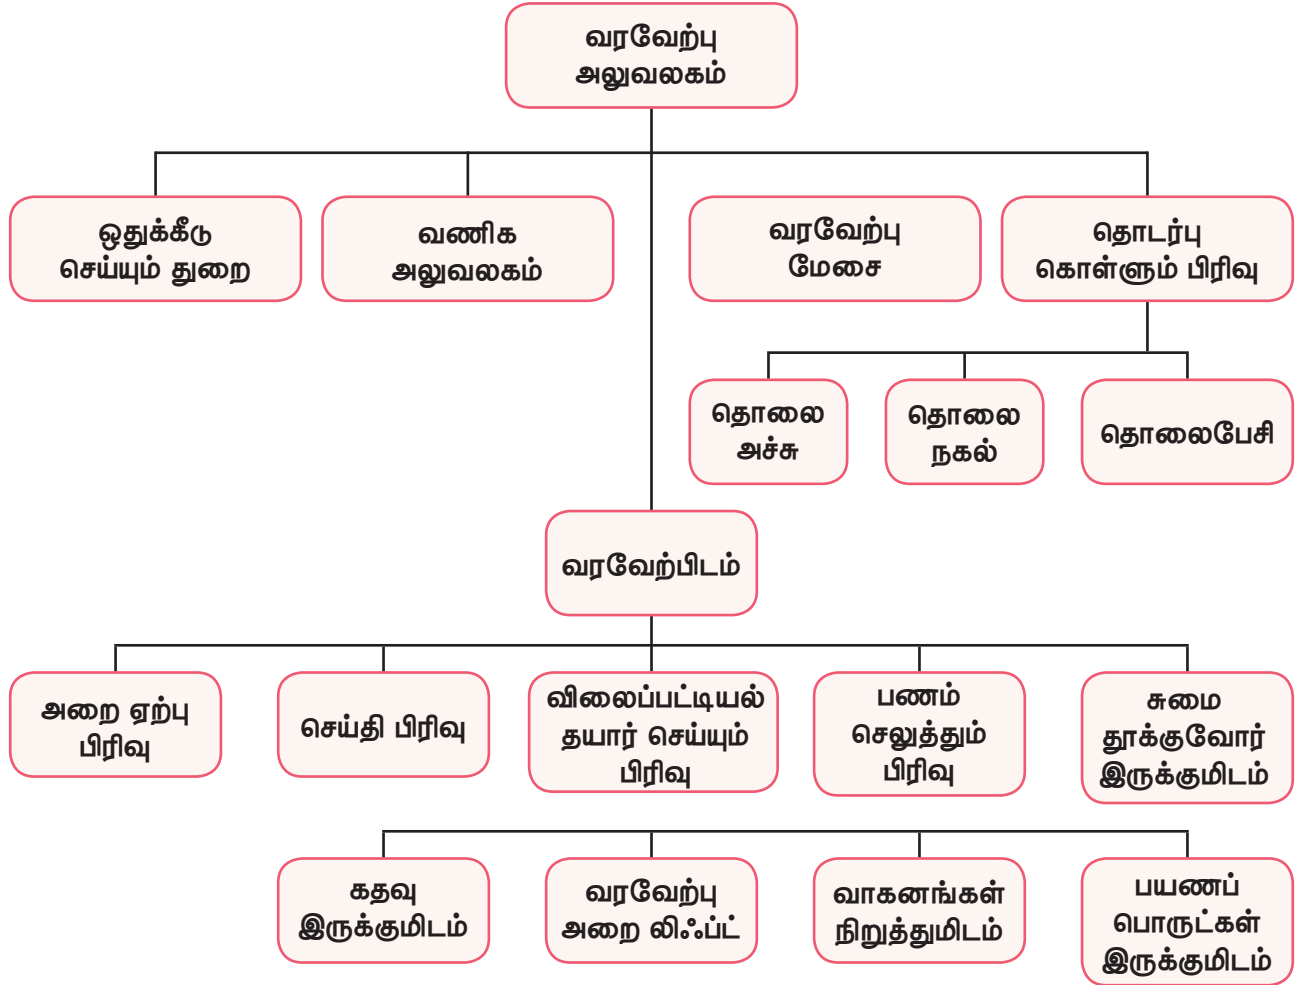 வரவேற்பு
அலுவலகம்
ஒதுக்கீடு
செய்யும் துறை
வணிக
அலுவலகம்
வரவேற்பு
மேசை
தொடர்பு
கொள்ளும் பிரிவு
தொலை
அச்சு
தொலை
நகல்
தொலைபேசி
வரவேற்பிடம்
அறை ஏற்பு
பிரிவு
செய்தி பிரிவு
விலைப்பட்டியல்
தயார் செய்யும்
பிரிவு
பணம்
செலுத்தும்
பிரிவு
சுமை
தூக்குவோர்
இருக்குமிடம்
கதவு
இருக்குமிடம்
வரவேற்பு
அறை லிஃப்ட்
வாகனங்கள்
நிறுத்துமிடம்
பயணப்
பொருட்கள்
இருக்குமிடம்